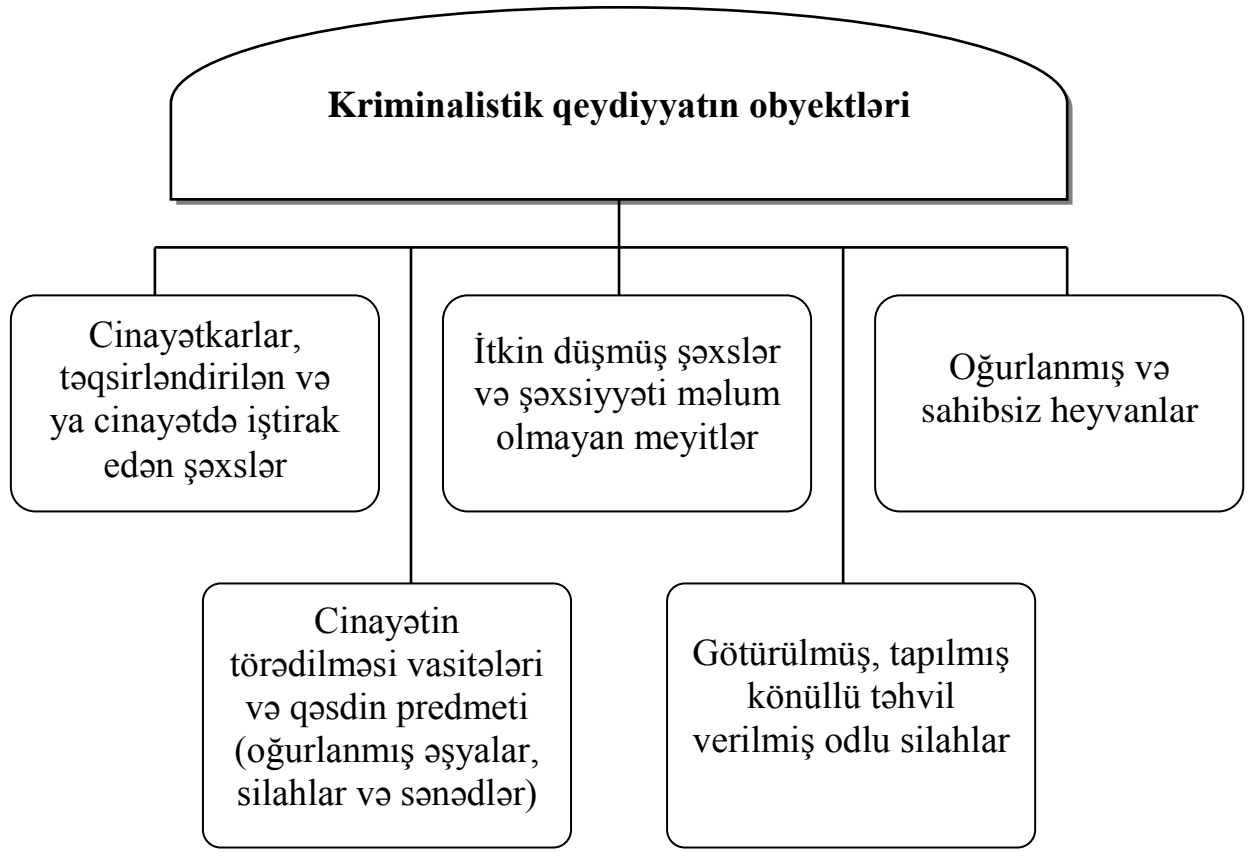 Kriminalistik qeydiyyatın obyektləri
Cinayətkarlar,
təqsirləndirilən və
ya cinayətdə iştirak
edən şəxslər
İtkin düşmüş şəxslər
və şəxsiyyəti məlum
olmayan meyitlər
Oğurlanmış və
sahibsiz heyvanlar
Cinayətin
törədilməsi vasitələri
və qəsdin predmeti
(oğurlanmış əşyalar,
silahlar və sənədlər)
Götürülmüş, tapılmış
könüllü təhvil
verilmiş odlu silahlar